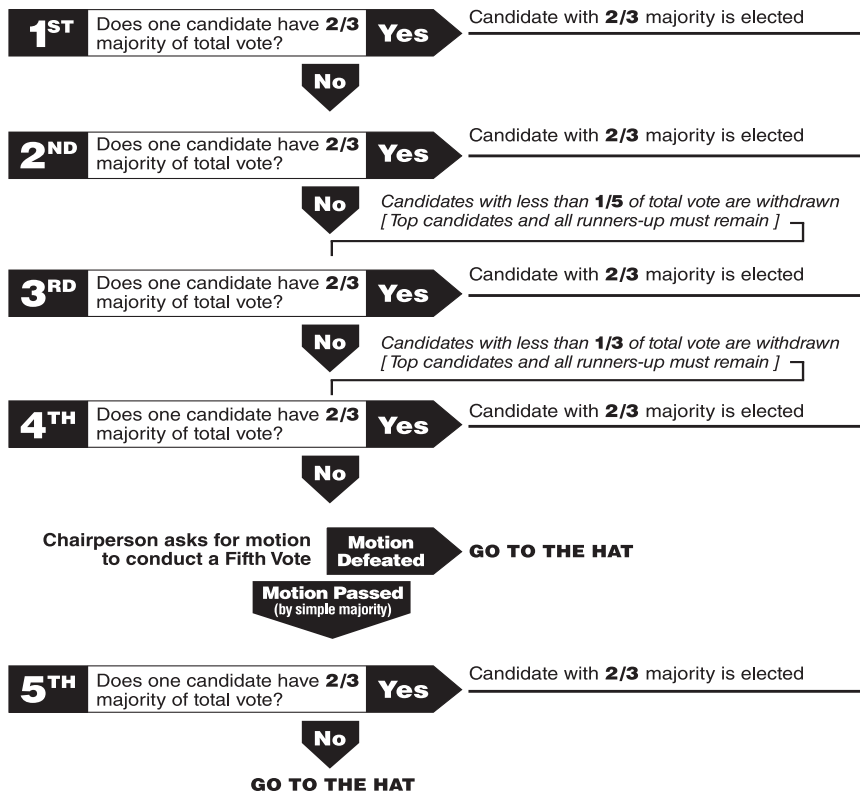 1ST Does one candidate have 2/3 majority of total vote? Yes Candidate with 2/3 majority is elected
No
2ND Does one candidate have 2/3 majority of total vote? Yes Candidate with 2/3 majority is elected
No Candidates with less than 1/5 of total vote are withdrawn
[ Top candidates and all runners-up must remain ]
3RD Does one candidate have 2/3 majority of total vote? Yes Candidate with 2/3 majority is elected
No Candidates with less than 1/3 of total vote are withdrawn
[ Top candidates and all runners-up must remain ]
4TH Does one candidate have 2/3 majority of total vote? Yes Candidate with 2/3 majority is elected
No
Chairperson asks for motion to conduct a Fifth Vote
Motion Defeated
GO TO THE HAT
Motion Passed
(by simple majority)
5TH Does one candidate have 2/3 majority of total vote? Yes Candidate with 2/3 majority is elected
No
GO TO THE HAT